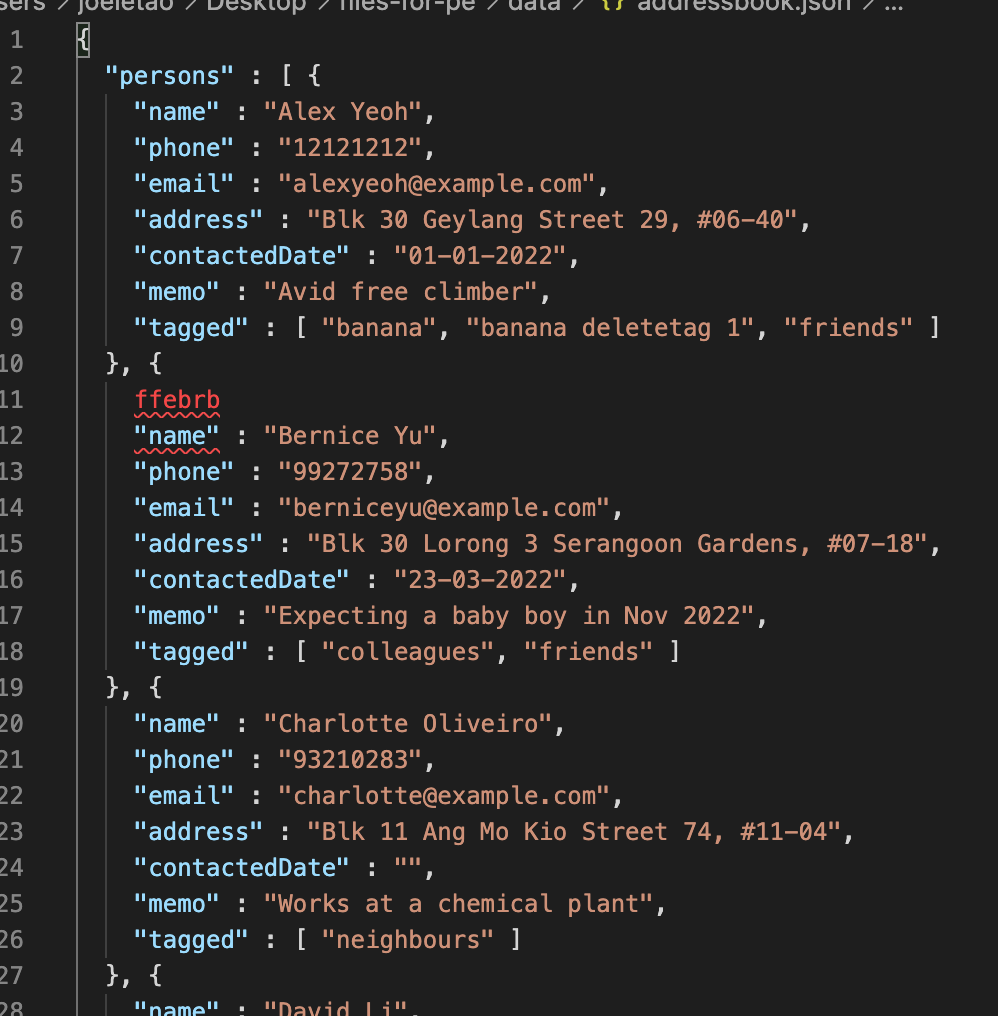 sers > joeletao > Desktop > files-for-pe > data > {} addressbook.json > ...
1 {
2 "persons" : [ {
3 "name" : "Alex Yeoh",
4 "phone" : "12121212",
5 "email" : "alexyeoh@example.com",
6 "address" : "Blk 30 Geylang Street 29, #06-40",
7 "contactedDate" : "01-01-2022",
8 "memo" : "Avid free climber",
9 "tagged" : [ "banana", "banana deletetag 1", "friends" ]
10 }, {
11 ffebrb
12 "name" : "Bernice Yu",
13 "phone" : "99272758",
14 "email" : "berniceyu@example.com",
15 "address" : "Blk 30 Lorong 3 Serangoon Gardens, #07-18",
16 "contactedDate" : "23-03-2022",
17 "memo" : "Expecting a baby boy in Nov 2022",
18 "tagged" : [ "colleagues", "friends" ]
19 }, {
20 "name" : "Charlotte Oliveiro",
21 "phone" : "93210283",
22 "email" : "charlotte@example.com",
23 "address" : "Blk 11 Ang Mo Kio Street 74, #11-04",
24 "contactedDate" : "",
25 "memo" : "Works at a chemical plant",
26 "tagged" : [ "neighbours" ]
27 }, {
28 "name" : "David Li",